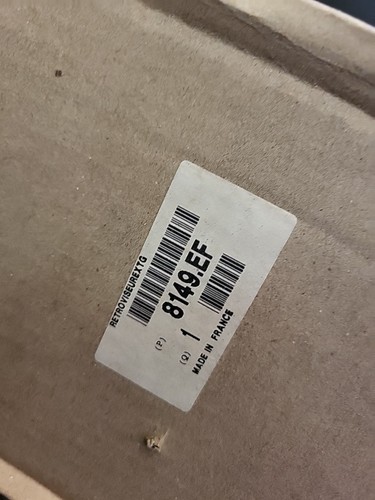 RETROVISEUREXTG
(P) 8149.EF
(Q) 1
MADE IN FRANCE